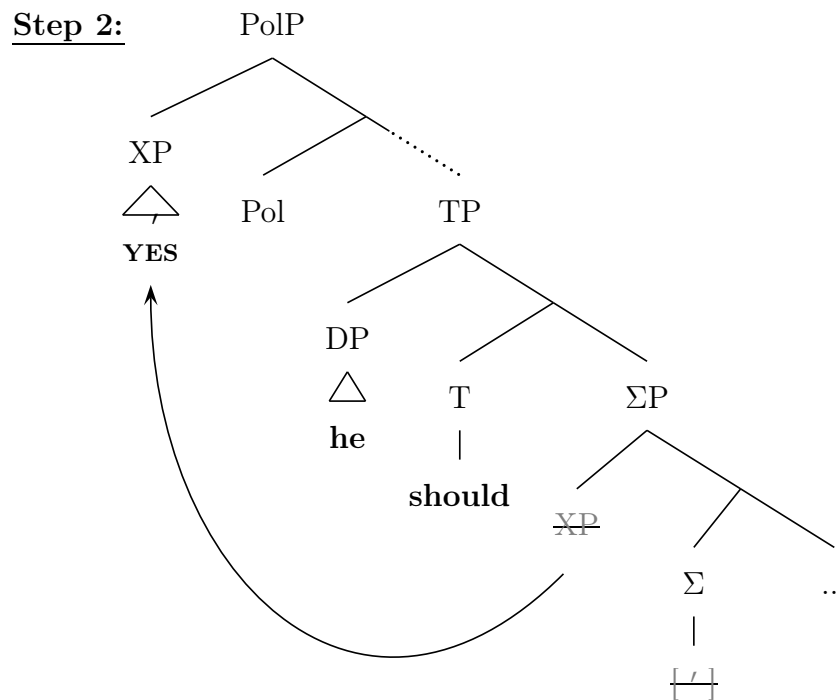 Step 2:
PolP
XP
Pol
TP
YES
DP
T
ΣP
he
should
XP
Σ
..
[ ′ ]